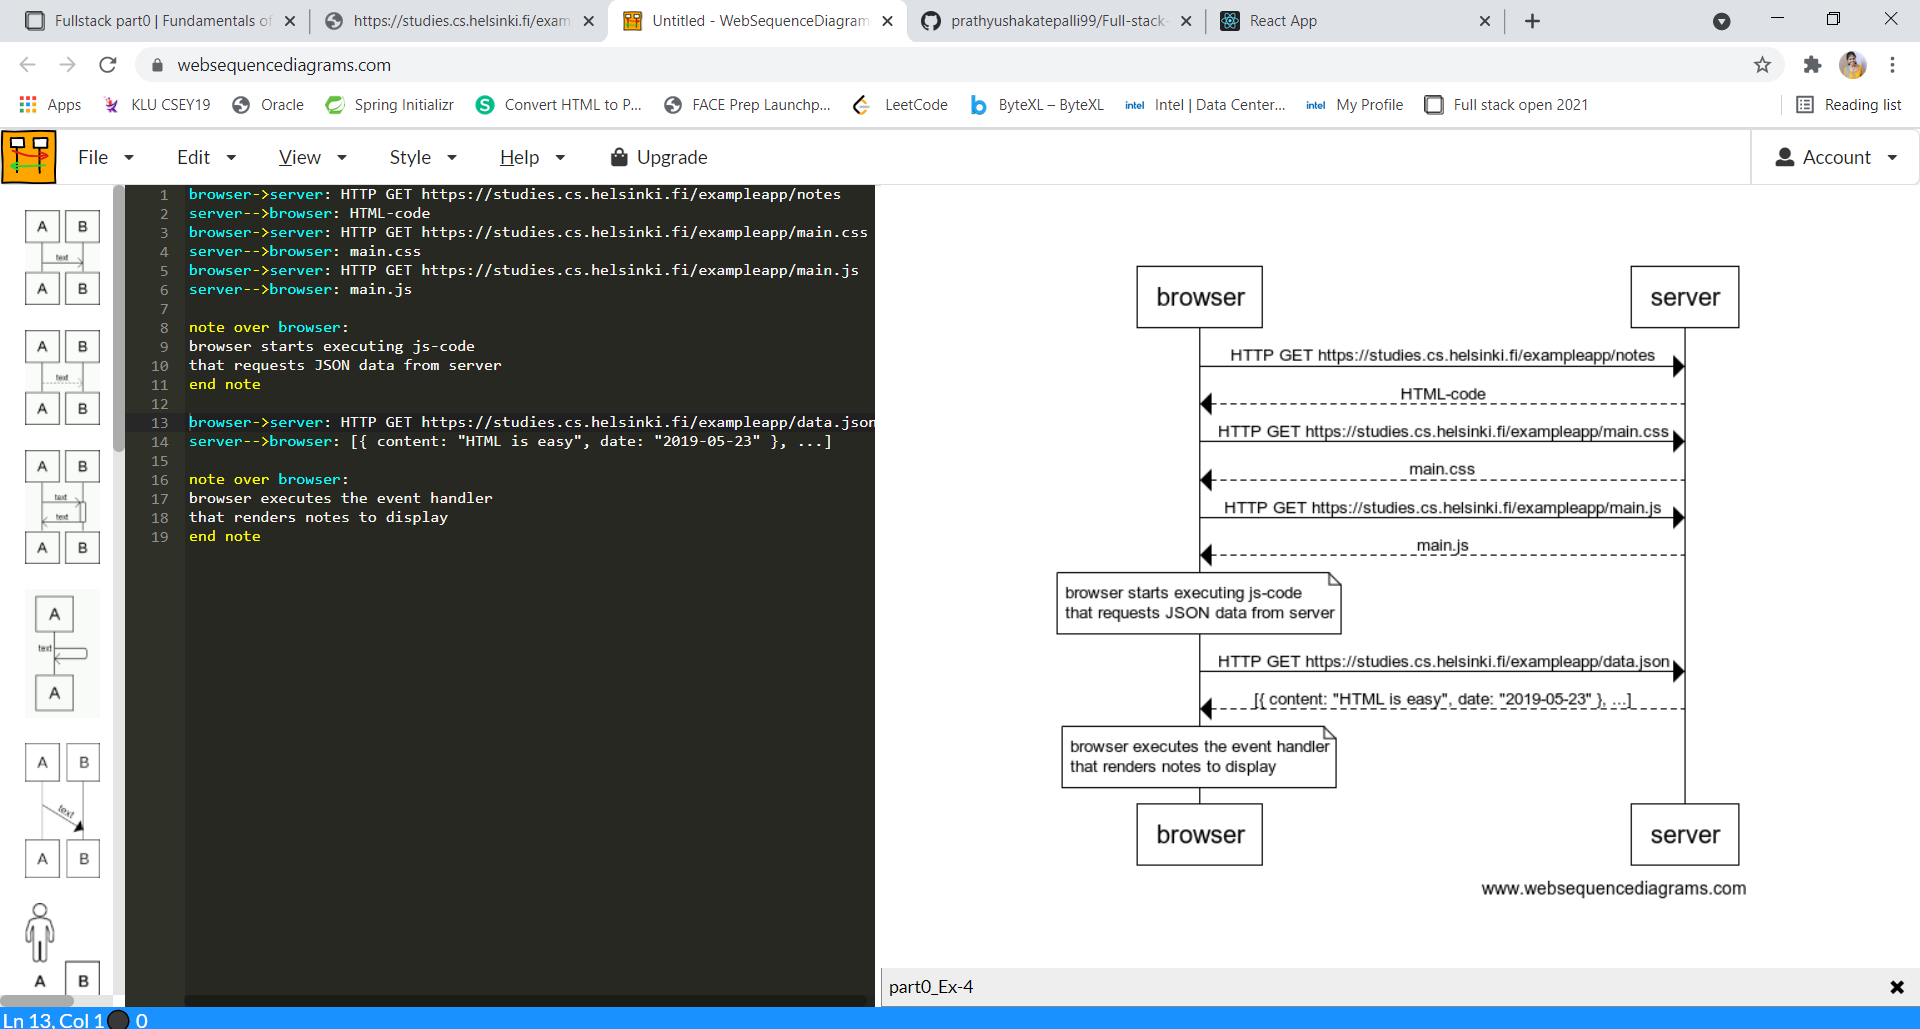 Fullstack part0 | Fundamentals of
https://studies.cs.helsinki.fi/exam
Untitled - WebSequenceDiagram
prathyushakatepalli99/Full-stack-
React App
websequencediagrams.com
Apps
KLU CSEY19
Oracle
Spring Initializr
S
Convert HTML to P...
FACE Prep Launchp...
LeetCode
b
ByteXL – ByteXL
intel
Intel | Data Center...
intel
My Profile
Full stack open 2021
Reading list
File
Edit
View
Style
Help
Upgrade
Account
A B
text
A B
A B
text
A B
A B
text
text
A B
A
text
A
A B
text
A B
A B
1 browser->server: HTTP GET https://studies.cs.helsinki.fi/exampleapp/notes
2 server-->browser: HTML-code
3 browser->server: HTTP GET https://studies.cs.helsinki.fi/exampleapp/main.css
4 server-->browser: main.css
5 browser->server: HTTP GET https://studies.cs.helsinki.fi/exampleapp/main.js
6 server-->browser: main.js
7
8 note over browser:
9 browser starts executing js-code
10 that requests JSON data from server
11 end note
12
13 browser->server: HTTP GET https://studies.cs.helsinki.fi/exampleapp/data.json
14 server-->browser: [{ content: "HTML is easy", date: "2019-05-23" }, ...]
15
16 note over browser:
17 browser executes the event handler
18 that renders notes to display
19 end note
browser server
HTTP GET https://studies.cs.helsinki.fi/exampleapp/notes
HTML-code
HTTP GET https://studies.cs.helsinki.fi/exampleapp/main.css
main.css
HTTP GET https://studies.cs.helsinki.fi/exampleapp/main.js
main.js
browser starts executing js-code
that requests JSON data from server
HTTP GET https://studies.cs.helsinki.fi/exampleapp/data.json
[{ content: "HTML is easy", date: "2019-05-23" }, ...]
browser executes the event handler
that renders notes to display
browser server
www.websequencediagrams.com
part0_Ex-4
Ln 13, Col 1 0